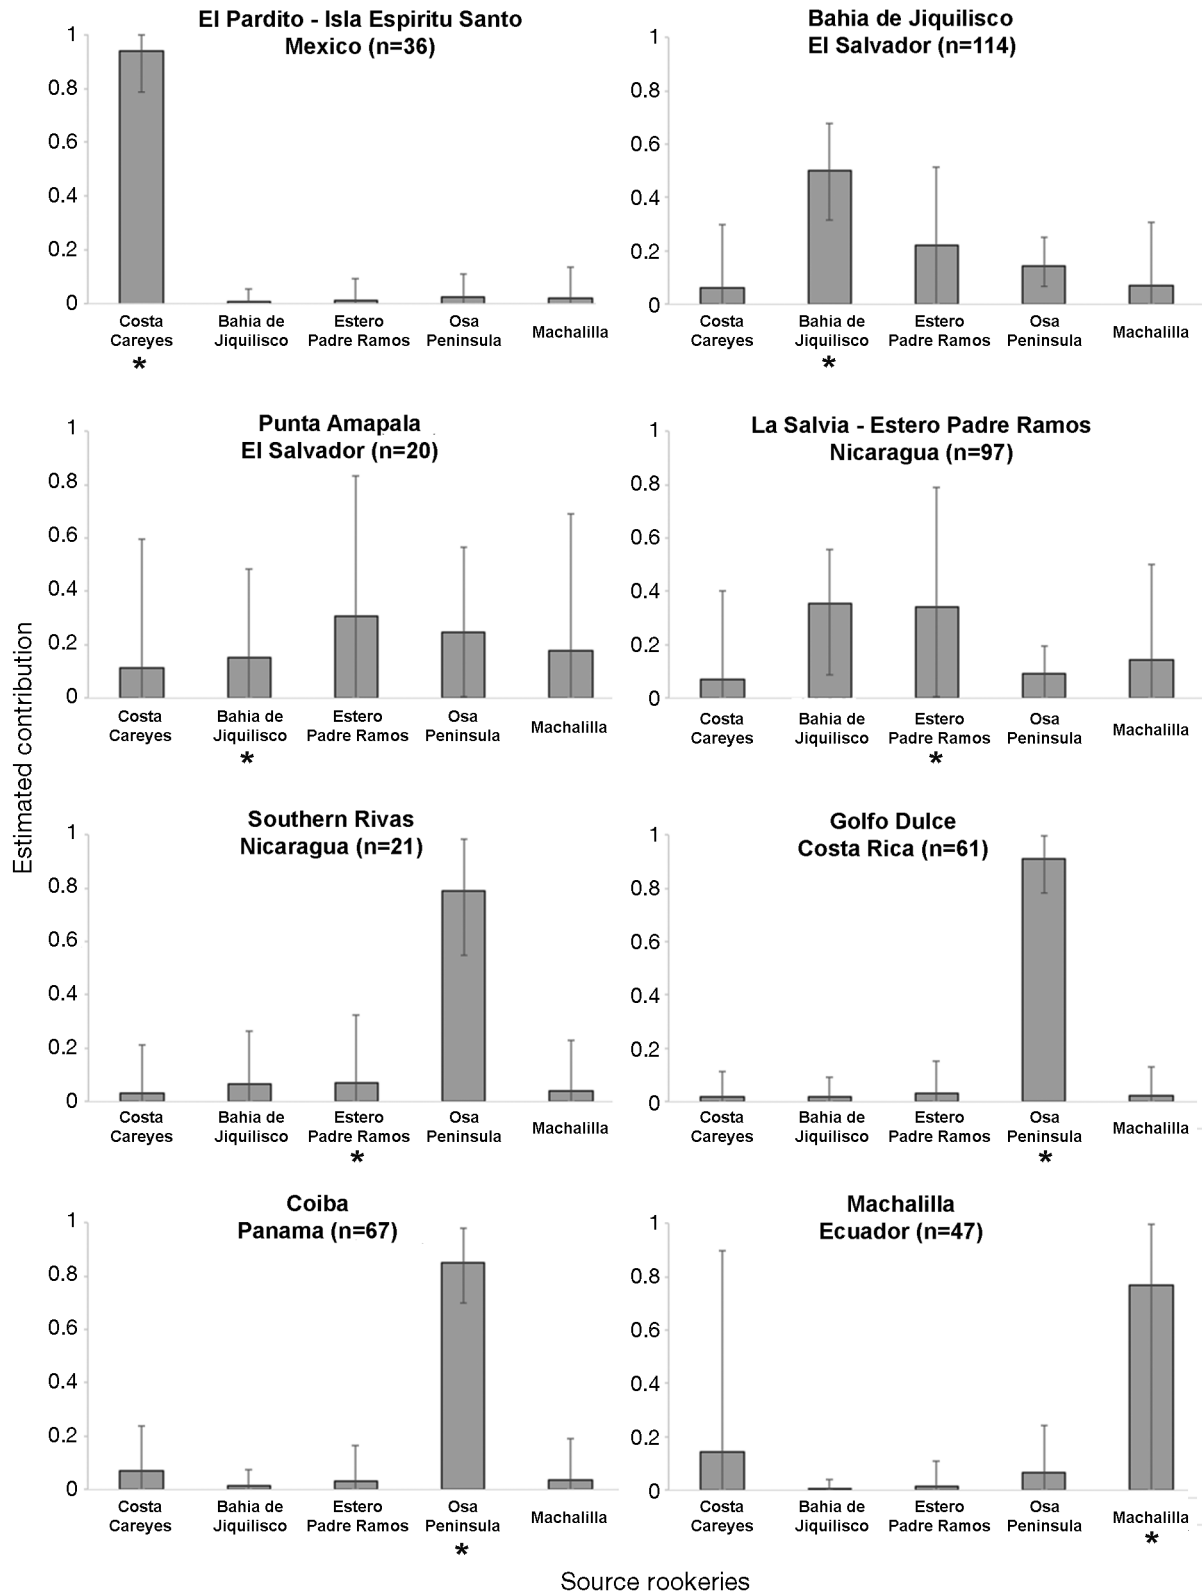 El Pardito - Isla Espiritu Santo
Mexico (n=36)
1
0.8
0.6
0.4
0.2
0
Costa Careyes
Bahia de Jiquilisco
Estero Padre Ramos
Osa Peninsula
Machalilla
*
Bahia de Jiquilisco
El Salvador (n=114)
1
0.8
0.6
0.4
0.2
0
Costa Careyes
Bahia de Jiquilisco
Estero Padre Ramos
Osa Peninsula
Machalilla
*
Punta Amapala
El Salvador (n=20)
1
0.8
0.6
0.4
0.2
0
Costa Careyes
Bahia de Jiquilisco
Estero Padre Ramos
Osa Peninsula
Machalilla
*
La Salvia - Estero Padre Ramos
Nicaragua (n=97)
1
0.8
0.6
0.4
0.2
0
Costa Careyes
Bahia de Jiquilisco
Estero Padre Ramos
Osa Peninsula
Machalilla
*
Estimated contribution
Southern Rivas
Nicaragua (n=21)
1
0.8
0.6
0.4
0.2
0
Costa Careyes
Bahia de Jiquilisco
Estero Padre Ramos
Osa Peninsula
Machalilla
*
Golfo Dulce
Costa Rica (n=61)
1
0.8
0.6
0.4
0.2
0
Costa Careyes
Bahia de Jiquilisco
Estero Padre Ramos
Osa Peninsula
Machalilla
*
Coiba
Panama (n=67)
1
0.8
0.6
0.4
0.2
0
Costa Careyes
Bahia de Jiquilisco
Estero Padre Ramos
Osa Peninsula
Machalilla
*
Machalilla
Ecuador (n=47)
1
0.8
0.6
0.4
0.2
0
Costa Careyes
Bahia de Jiquilisco
Estero Padre Ramos
Osa Peninsula
Machalilla
*
Source rookeries